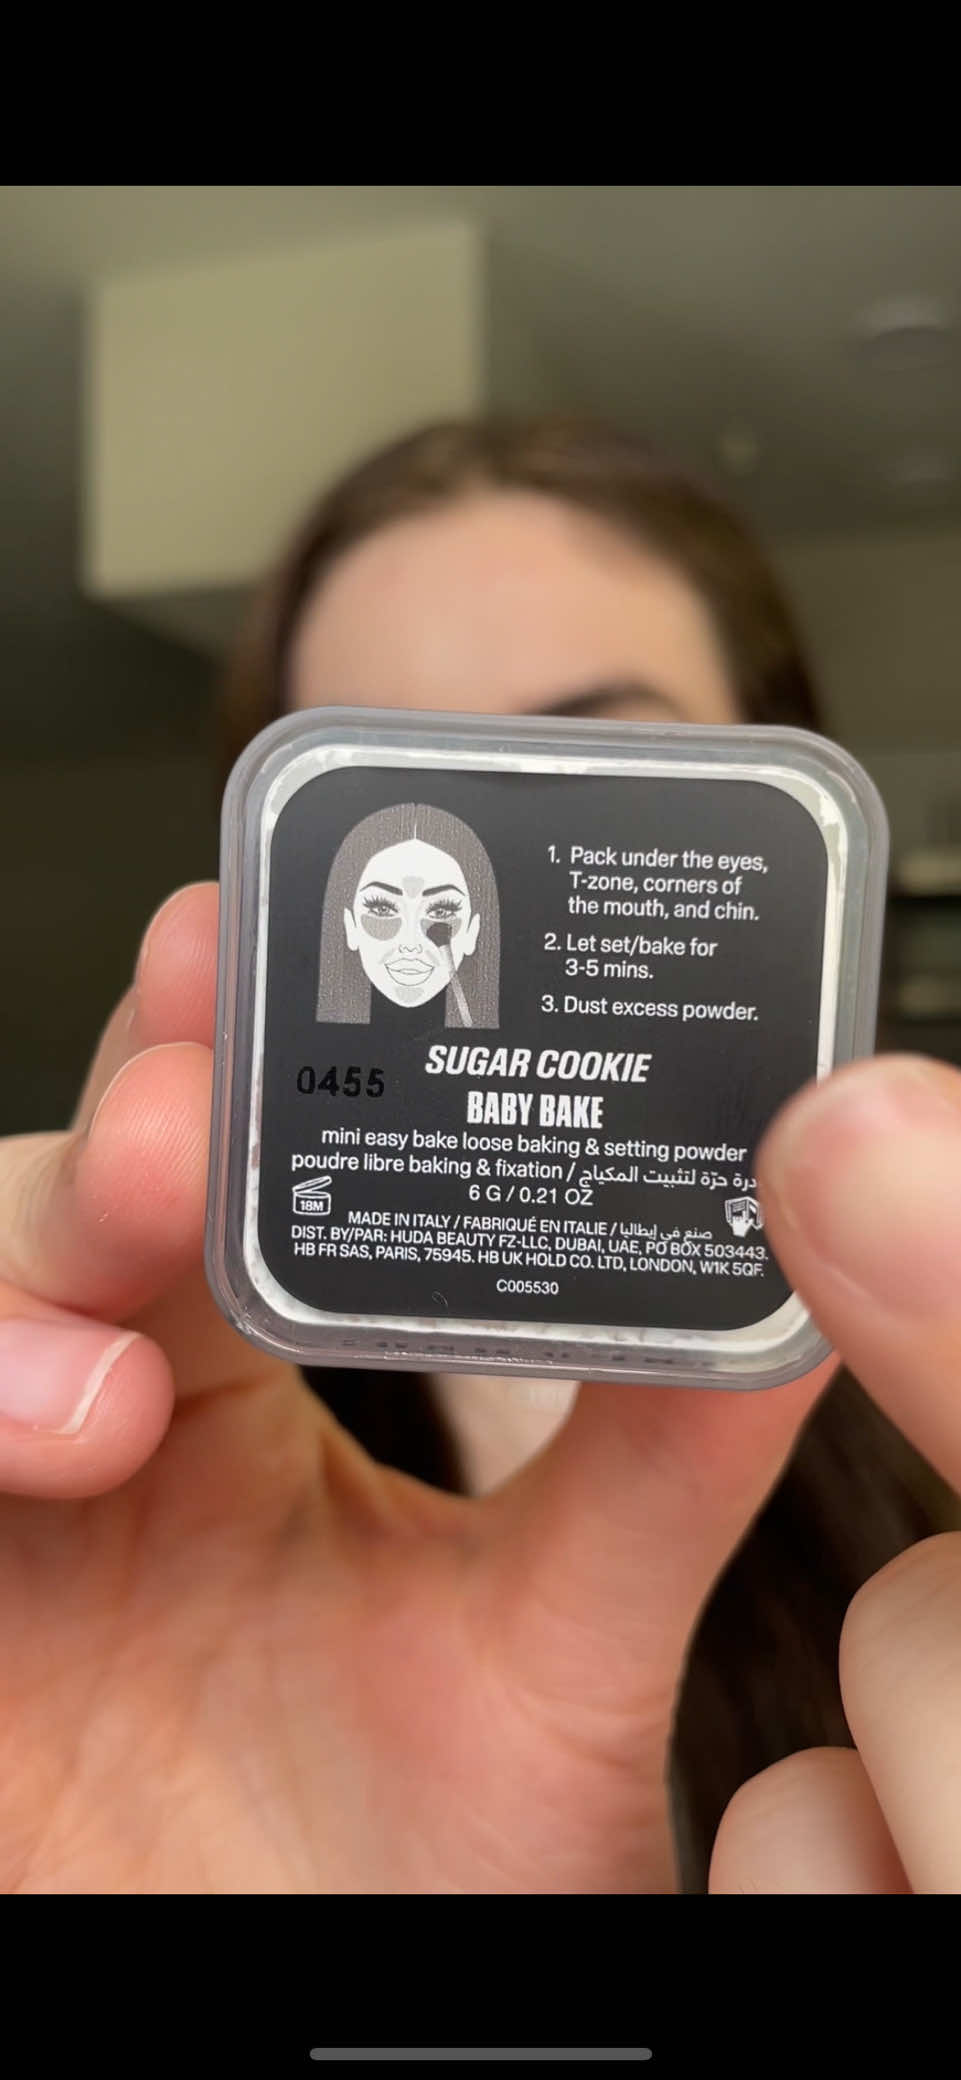 1. Pack under the eyes,
T-zone, corners of
the mouth, and chin.
2. Let set/bake for
3-5 mins.
3. Dust excess powder.
SUGAR COOKIE
0455
BABY BAKE
mini easy bake loose baking & setting powder
poudre libre baking & fixation / حرّة لتثبيت المكياج
6 G / 0.21 OZ
18M
MADE IN ITALY / FABRIQUÉ EN ITALIE / صنع في إيطاليا
DIST. BY/PAR: HUDA BEAUTY FZ-LLC, DUBAI, UAE, PO BOX 503443.
HB FR SAS, PARIS, 75945. HB UK HOLD CO. LTD, LONDON, W1K 5QF.
C005530